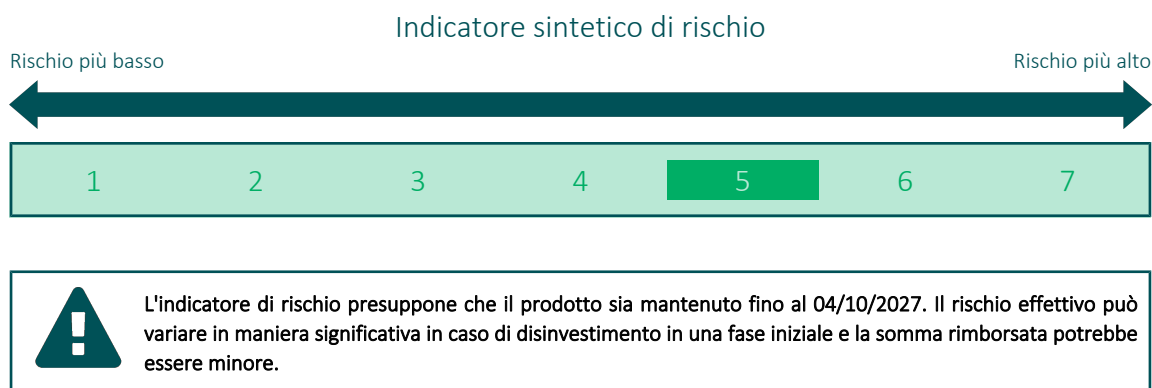 Indicatore sintetico di rischio
Rischio più basso
Rischio più alto
1 2 3 4 5 6 7
L'indicatore di rischio presuppone che il prodotto sia mantenuto fino al 04/10/2027. Il rischio effettivo può
variare in maniera significativa in caso di disinvestimento in una fase iniziale e la somma rimborsata potrebbe
essere minore.